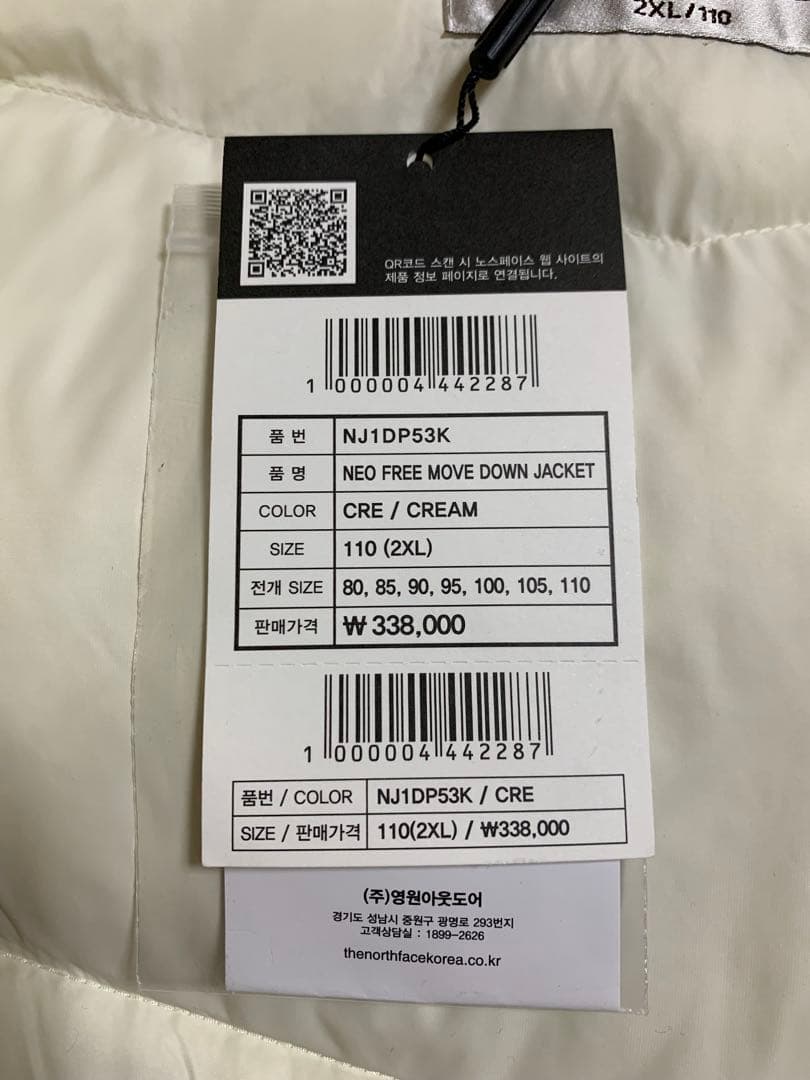 2XL/110
QR코드 스캔 시 노스페이스 웹 사이트의
제품 정보 페이지로 연결됩니다.
1 000004 442287
품 번 NJ1DP53K
품 명 NEO FREE MOVE DOWN JACKET
COLOR CRE / CREAM
SIZE 110 (2XL)
전개 SIZE 80, 85, 90, 95, 100, 105, 110
판매가격 ₩ 338,000
1 000004 442287
품번 / COLOR NJ1DP53K / CRE
SIZE / 판매가격 110(2XL) / ₩338,000
(주)영원아웃도어
경기도 성남시 중원구 광명로 293번지
고객상담실 : 1899-2626
thenorthfacekorea.co.kr